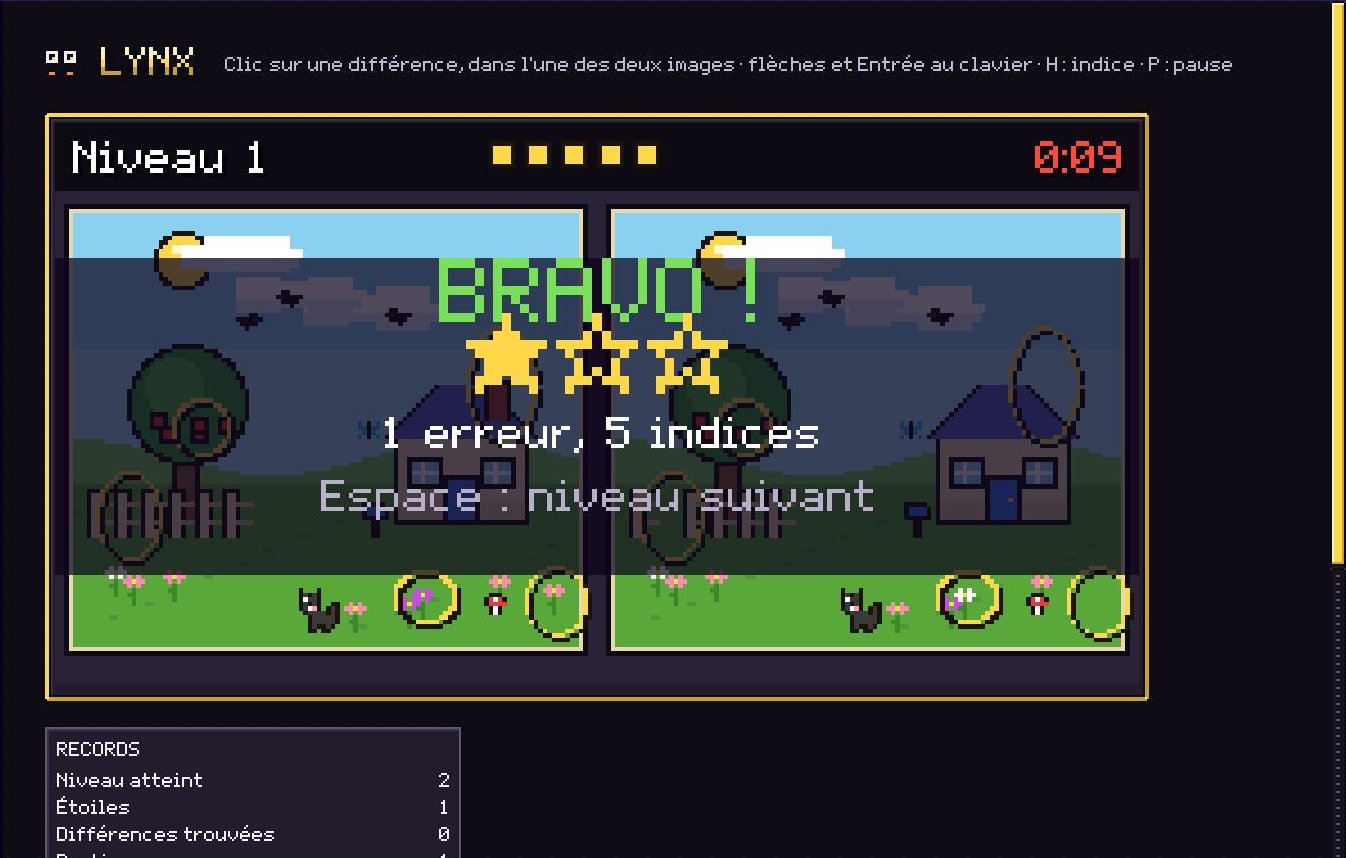 LYNX Clic sur une différence, dans l'une des deux images · flèches et Entrée au clavier · H : indice · P : pause
Niveau 1 0:09
BRAVO !
1 erreur, 5 indices
Espace : niveau suivant
RECORDS
Niveau atteint 2
Étoiles 1
Différences trouvées 0